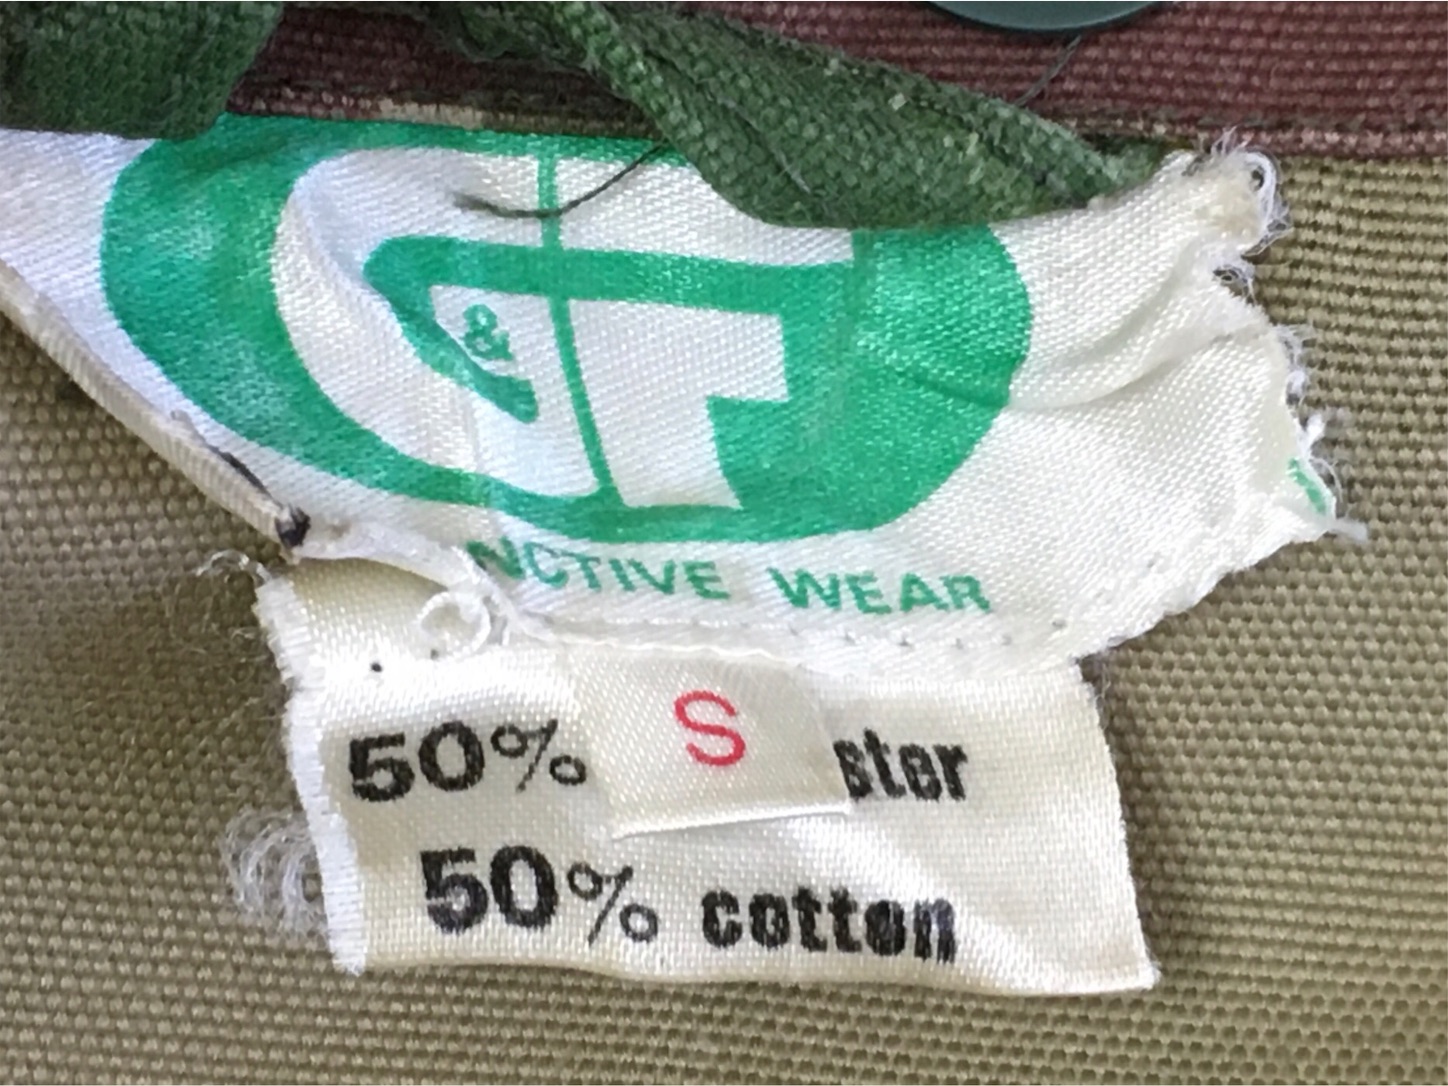 &
NCTIVE WEAR
S
50% ster
50% cotton